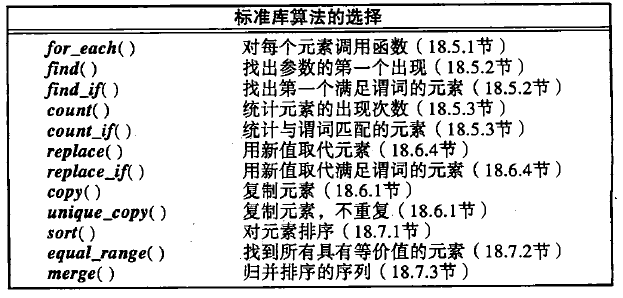 标准库算法的选择
for_each( ) 对每个元素调用函数（18.5.1节）
find( ) 找出参数的第一个出现（18.5.2节）
find_if( ) 找出第一个满足谓词的元素（18.5.2节）
count( ) 统计元素的出现次数（18.5.3节）
count_if( ) 统计与谓词匹配的元素（18.5.3节）
replace( ) 用新值取代元素（18.6.4节）
replace_if( ) 用新值取代满足谓词的元素（18.6.4节）
copy( ) 复制元素（18.6.1节）
unique_copy( ) 复制元素，不重复（18.6.1节）
sort( ) 对元素排序（18.7.1节）
equal_range( ) 找到所有具有等价值的元素（18.7.2节）
merge( ) 归并排序的序列（18.7.3节）